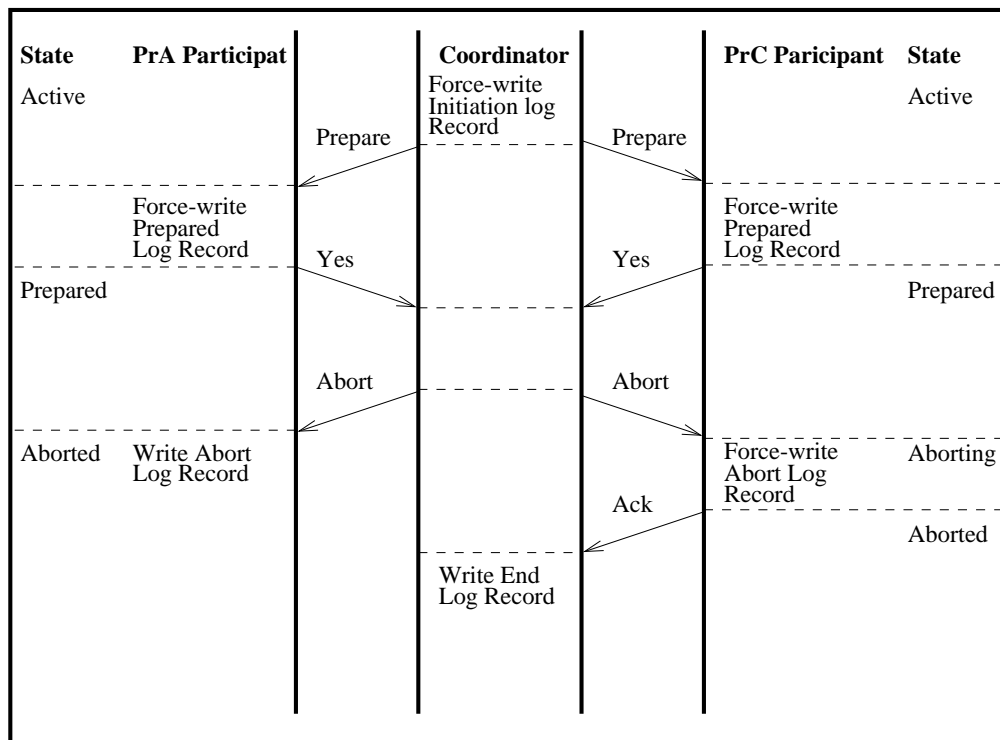 State PrA Participat Coordinator PrC Paricipant State
Active Force-write Active
Initiation log
Record
Prepare Prepare
Force-write Force-write
Prepared Prepared
Log Record Log Record
Yes Yes
Prepared Prepared
Abort Abort
Aborted Write Abort Force-write Aborting
Log Record Abort Log
Record
Ack
Aborted
Write End
Log Record